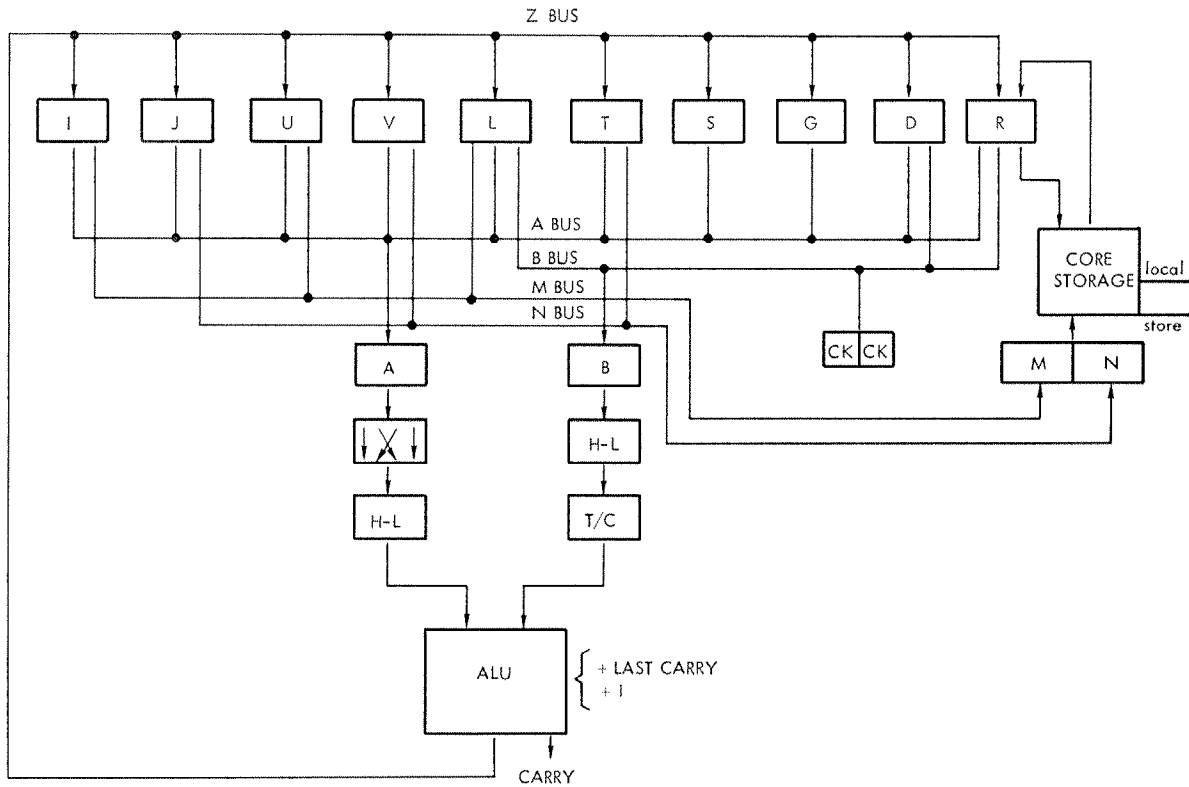 Z BUS
I J U V L T S G D R
A BUS
B BUS
M BUS
N BUS
CORE
STORAGE
local
store
CK CK
M N
A B
H-L
H-L T/C
ALU
+ LAST CARRY
+ 1
CARRY